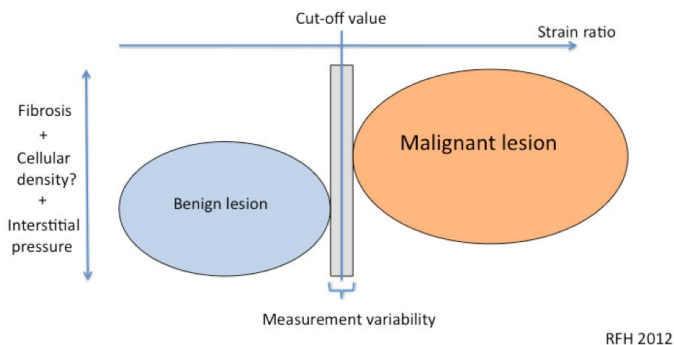 Cut-off value
Strain ratio
Fibrosis
+
Cellular
density?
+
Interstitial
pressure
Benign lesion
Malignant lesion
Measurement variability
RFH 2012